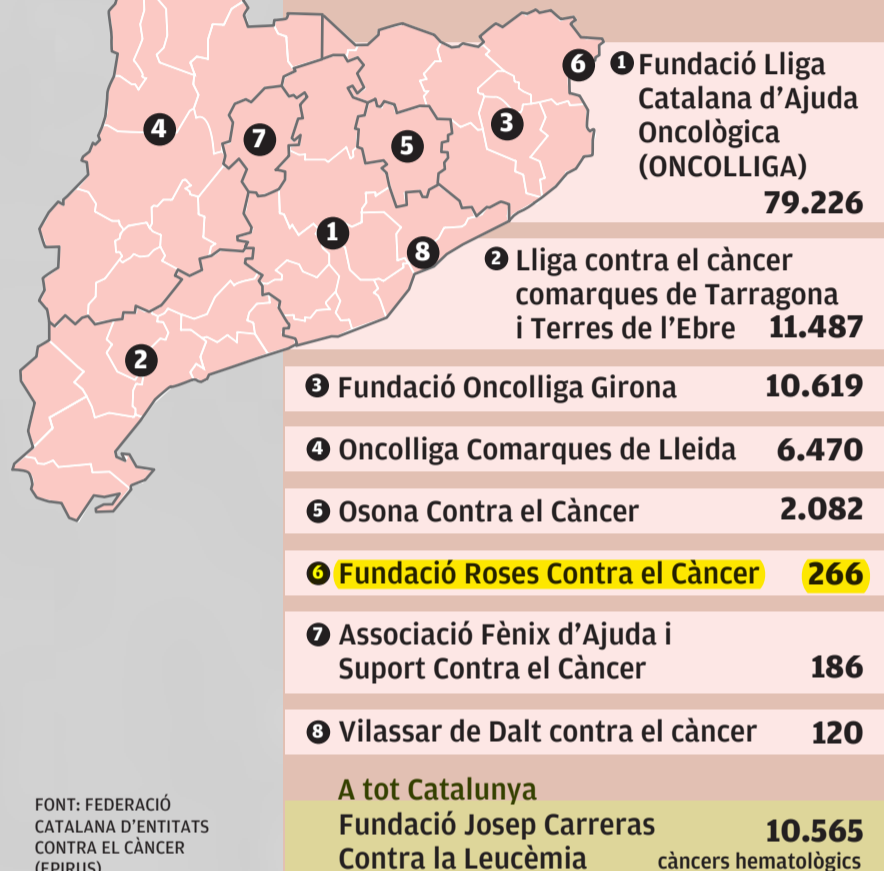 1 Fundació Lliga
Catalana d'Ajuda
Oncològica
(ONCOLLIGA)
79.226
2 Lliga contra el càncer
comarques de Tarragona
i Terres de l'Ebre 11.487
3 Fundació Oncolliga Girona 10.619
4 Oncolliga Comarques de Lleida 6.470
5 Osona Contra el Càncer 2.082
6 Fundació Roses Contra el Càncer 266
7 Associació Fènix d'Ajuda i
Suport Contra el Càncer 186
8 Vilassar de Dalt contra el càncer 120
A tot Catalunya
Fundació Josep Carreras 10.565
Contra la Leucèmia càncers hematològics
4
7
5
3
6
1
8
2
FONT: FEDERACIÓ
CATALANA D'ENTITATS
CONTRA EL CÀNCER
(EPIRUS)